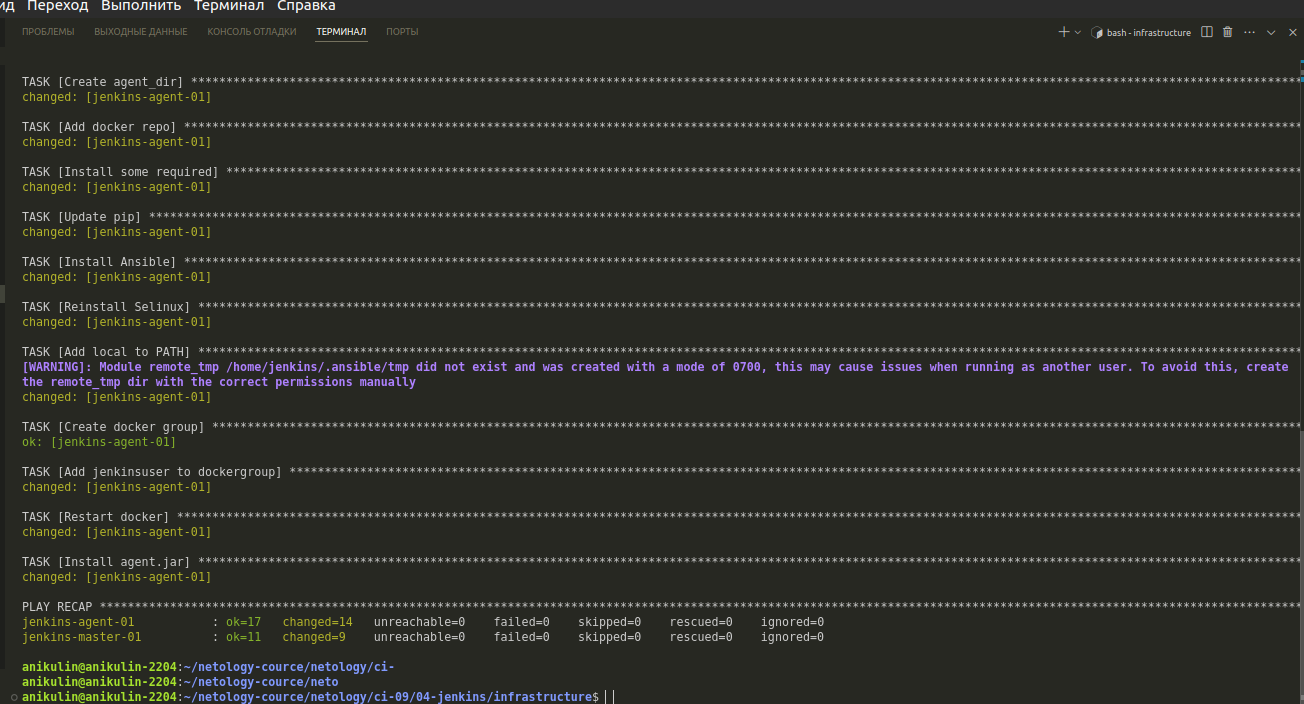 ид Переход Выполнить Терминал Справка
ПРОБЛЕМЫ ВЫХОДНЫЕ ДАННЫЕ КОНСОЛЬ ОТЛАДКИ ТЕРМИНАЛ ПОРТЫ bash - infrastructure
TASK [Create agent_dir] ****************************************************************************************************************************************************************
changed: [jenkins-agent-01]
TASK [Add docker repo] ****************************************************************************************************************************************************************
changed: [jenkins-agent-01]
TASK [Install some required] **********************************************************************************************************************************************************
changed: [jenkins-agent-01]
TASK [Update pip] *********************************************************************************************************************************************************************
changed: [jenkins-agent-01]
TASK [Install Ansible] ****************************************************************************************************************************************************************
changed: [jenkins-agent-01]
TASK [Reinstall Selinux] **************************************************************************************************************************************************************
changed: [jenkins-agent-01]
TASK [Add local to PATH] **************************************************************************************************************************************************************
[WARNING]: Module remote_tmp /home/jenkins/.ansible/tmp did not exist and was created with a mode of 0700, this may cause issues when running as another user. To avoid this, create
the remote_tmp dir with the correct permissions manually
changed: [jenkins-agent-01]
TASK [Create docker group] ************************************************************************************************************************************************************
ok: [jenkins-agent-01]
TASK [Add jenkinsuser to dockergroup] *************************************************************************************************************************************************
changed: [jenkins-agent-01]
TASK [Restart docker] *****************************************************************************************************************************************************************
changed: [jenkins-agent-01]
TASK [Install agent.jar] **************************************************************************************************************************************************************
changed: [jenkins-agent-01]
PLAY RECAP ****************************************************************************************************************************************************************************
jenkins-agent-01 : ok=17 changed=14 unreachable=0 failed=0 skipped=0 rescued=0 ignored=0
jenkins-master-01 : ok=11 changed=9 unreachable=0 failed=0 skipped=0 rescued=0 ignored=0
anikulin@anikulin-2204:~/netology-cource/netology/ci-
anikulin@anikulin-2204:~/netology-cource/neto
anikulin@anikulin-2204:~/netology-cource/netology/ci-09/04-jenkins/infrastructure$